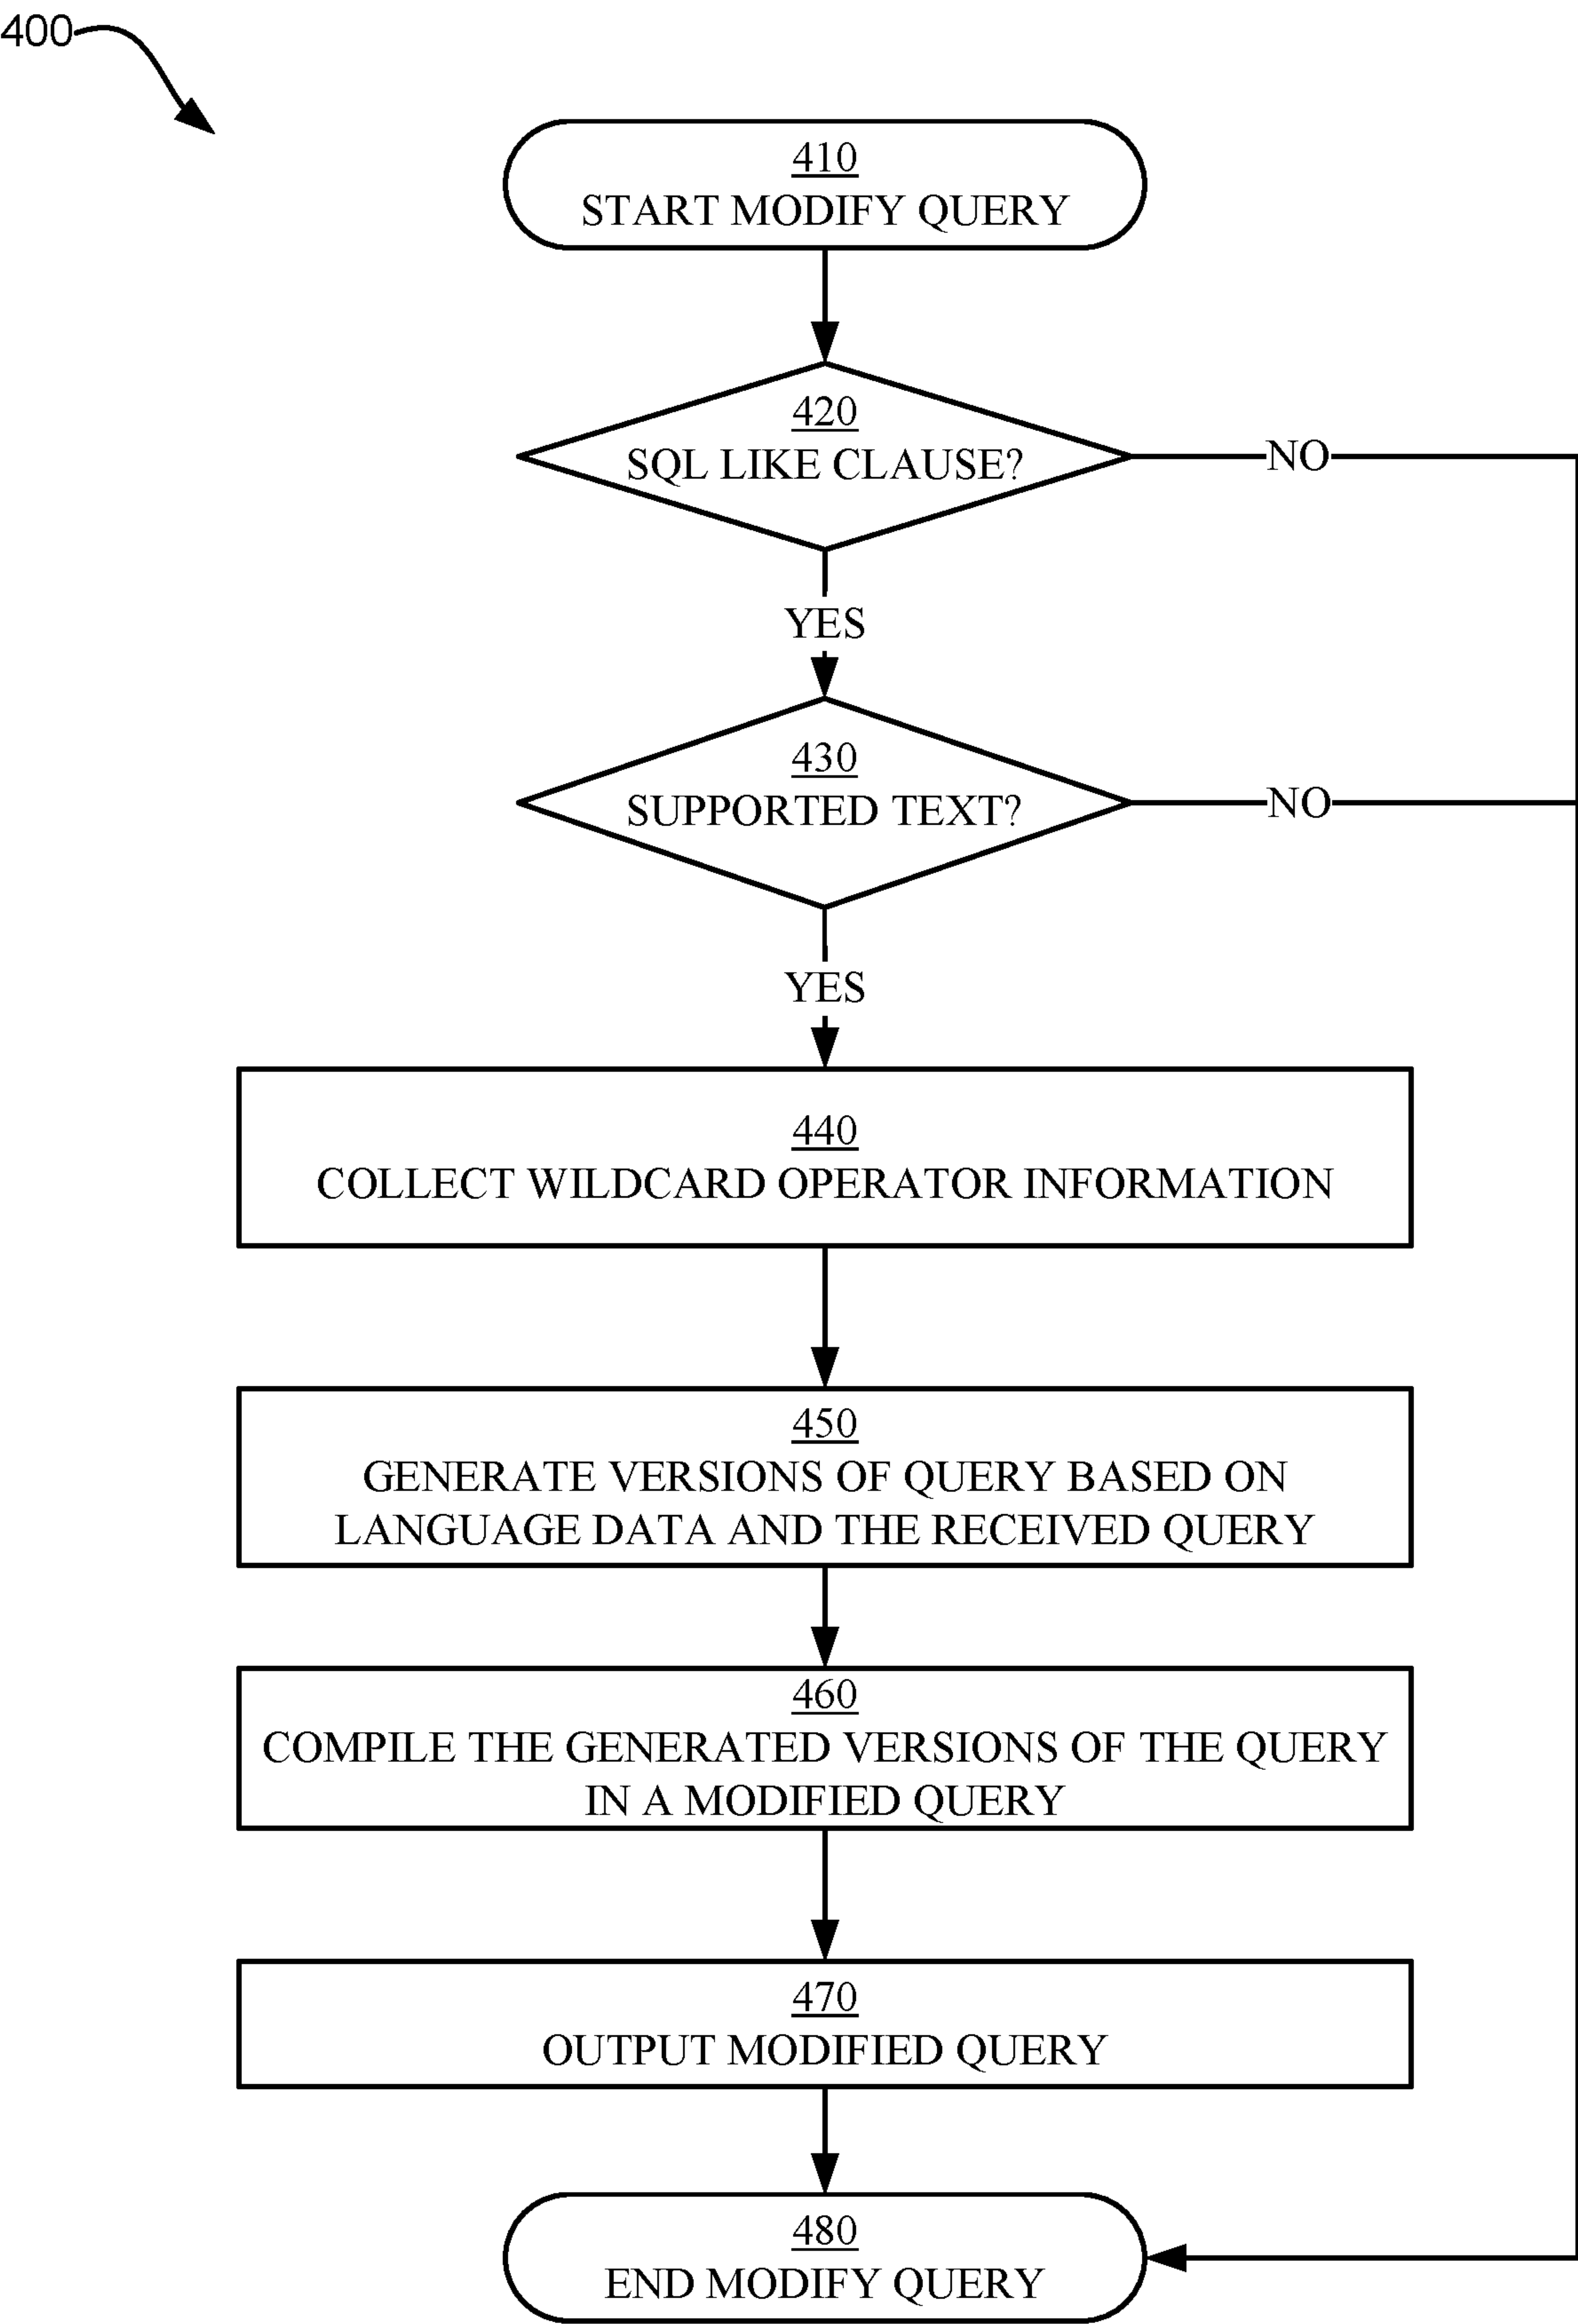 400
410
START MODIFY QUERY
420
SQL LIKE CLAUSE?
NO
YES
430
SUPPORTED TEXT?
NO
YES
440
COLLECT WILDCARD OPERATOR INFORMATION
450
GENERATE VERSIONS OF QUERY BASED ON
LANGUAGE DATA AND THE RECEIVED QUERY
460
COMPILE THE GENERATED VERSIONS OF THE QUERY
IN A MODIFIED QUERY
470
OUTPUT MODIFIED QUERY
480
END MODIFY QUERY